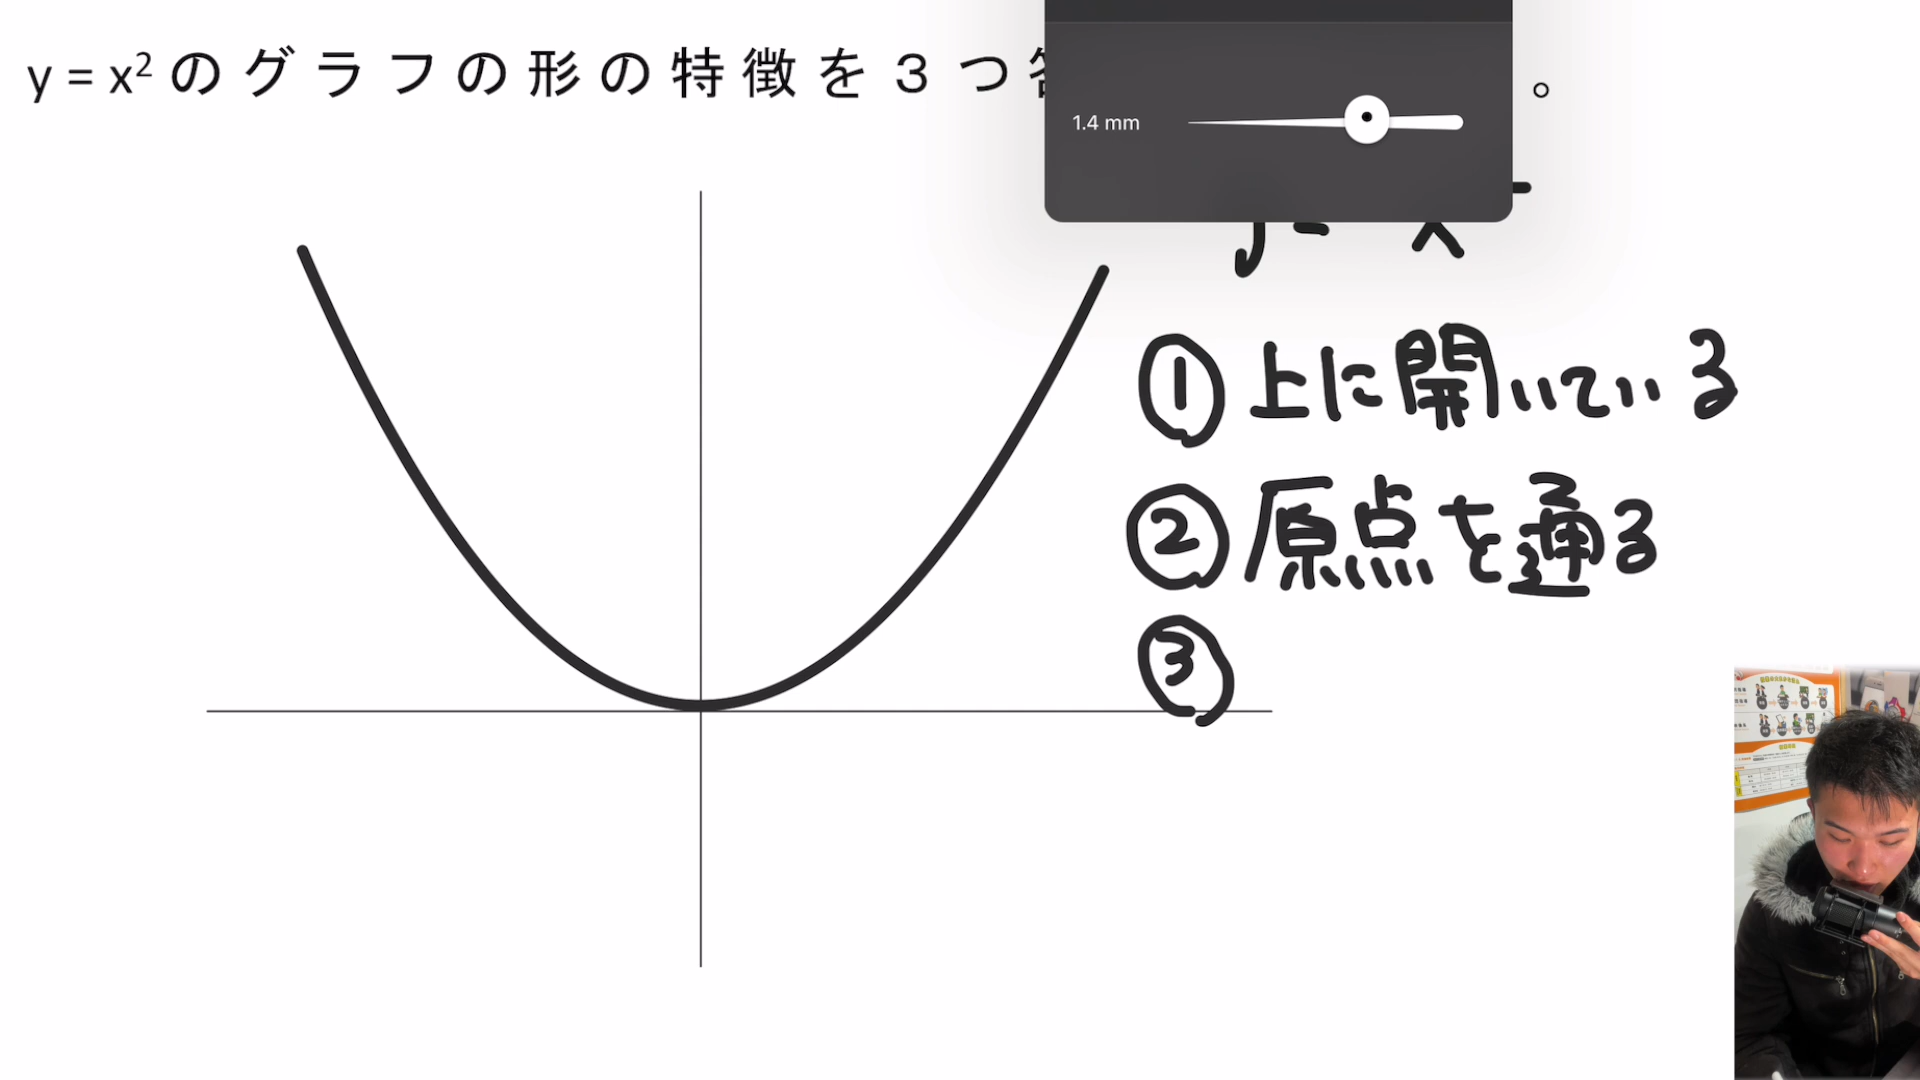 y = x² の グ ラ フ の 形 の 特 徴 を 3 つ 。
1.4 mm
① 上に開いている
② 原点を通る
③